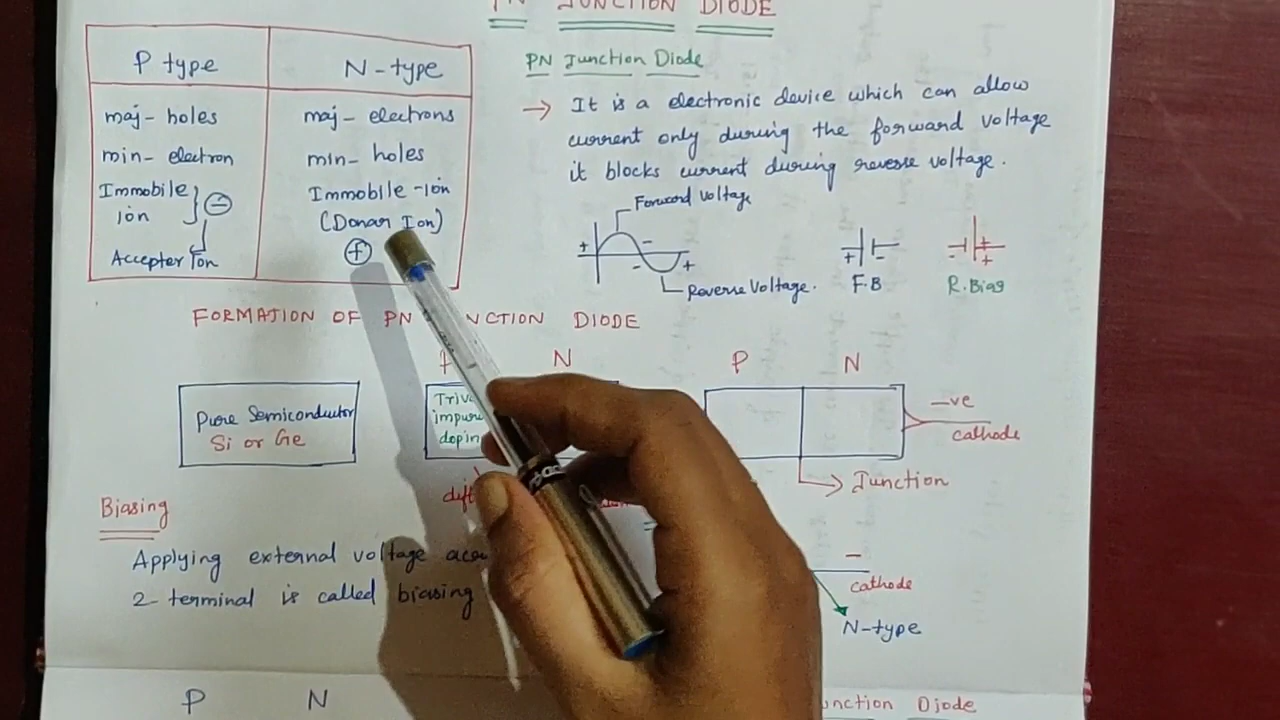 JUNCTION DIODE
P type
N-type
maj- holes
maj- electrons
min- electron
min- holes
Immobile
ion
Accepter Ion
Immobile -ion
(Donar Ion)
PN Junction Diode
→ It is a electronic device which can allow
current only during the forward voltage
it blocks current during reverse voltage.
Forward Voltage
+ -
- +
Reverse Voltage.
+ -
F.B
- +
R.Bias
FORMATION OF PN NCTION DIODE
Pure Semiconductor
Si or Ge
N
P N
-ve
cathode
Junction
Biasing
Applying external voltage
2 terminal is called biasing
-
cathode
N-type
P N
Diode